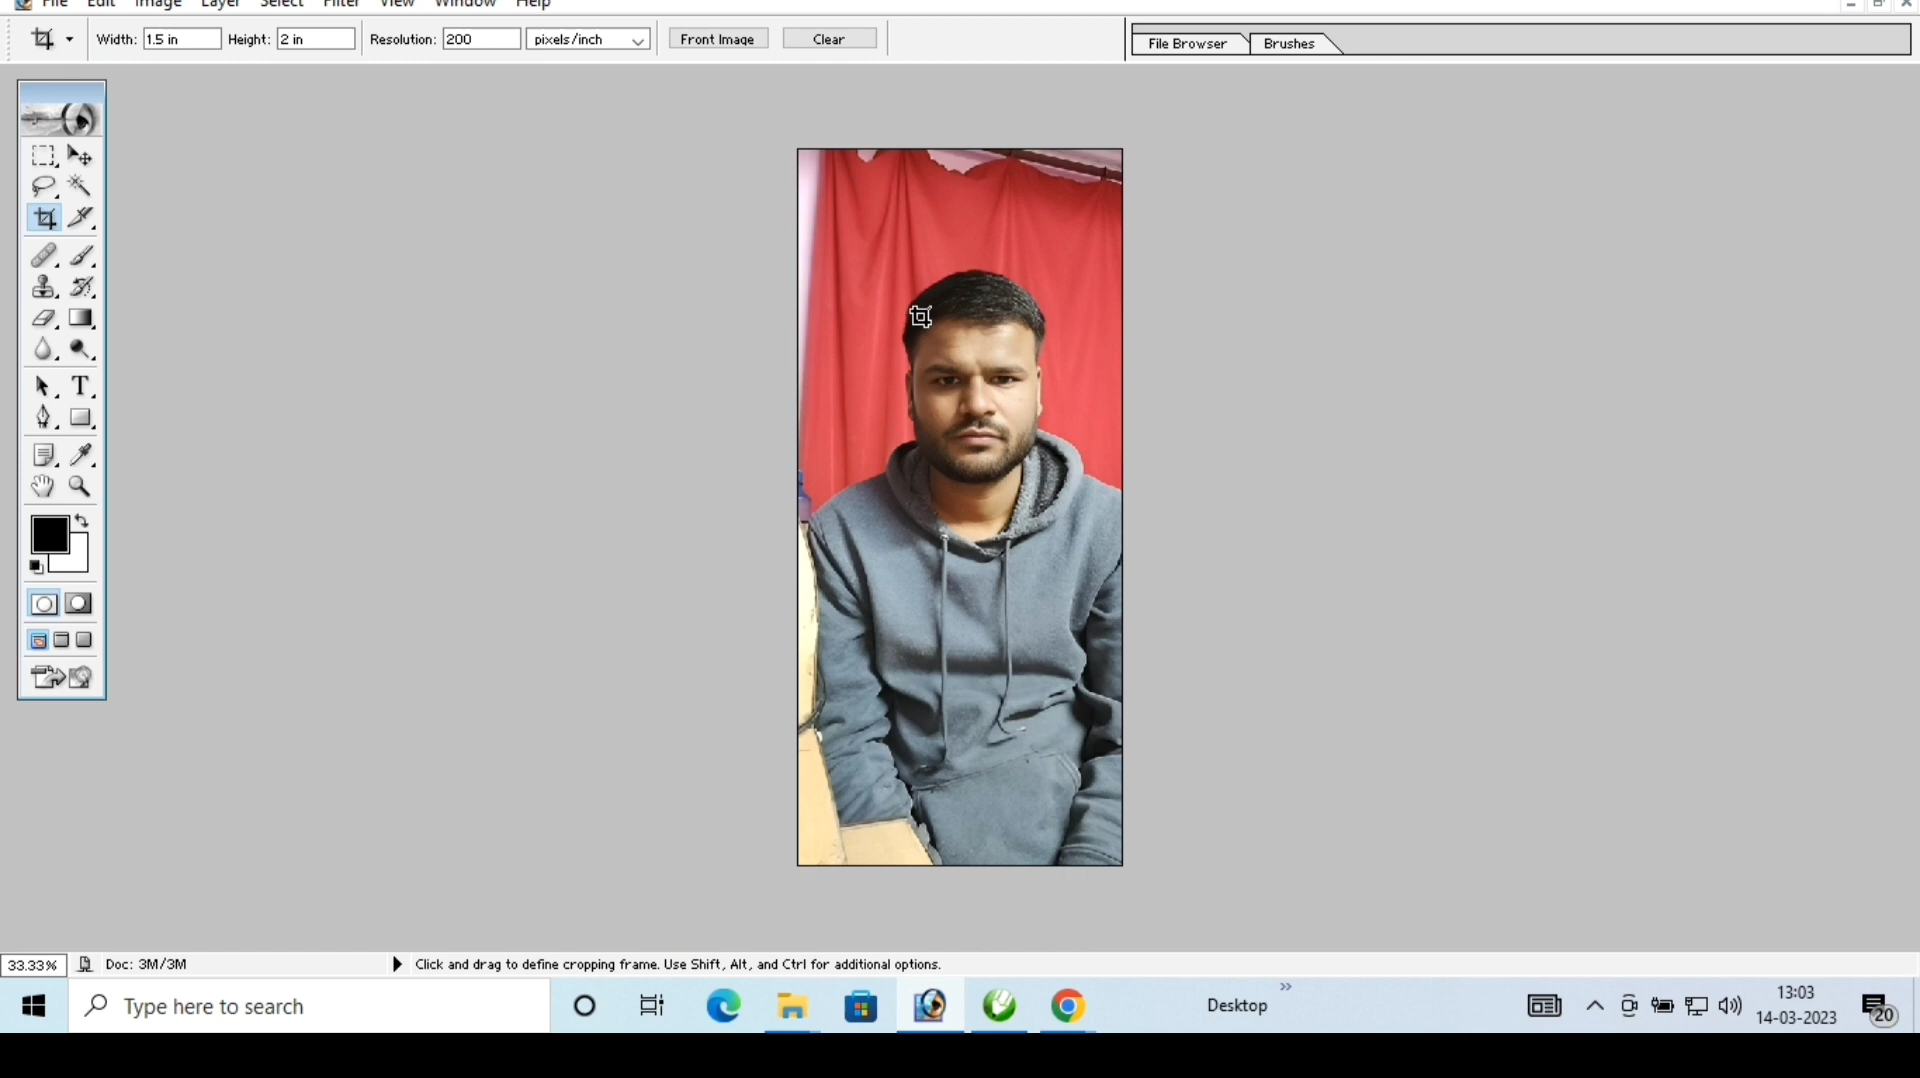 File Edit Image Layer Select Filter View Window Help
Width: 1.5 in Height: 2 in Resolution: 200 pixels/inch Front Image Clear File Browser Brushes
T
33.33% Doc: 3M/3M Click and drag to define cropping frame. Use Shift, Alt, and Ctrl for additional options.
Type here to search Desktop 13:03
14-03-2023 20